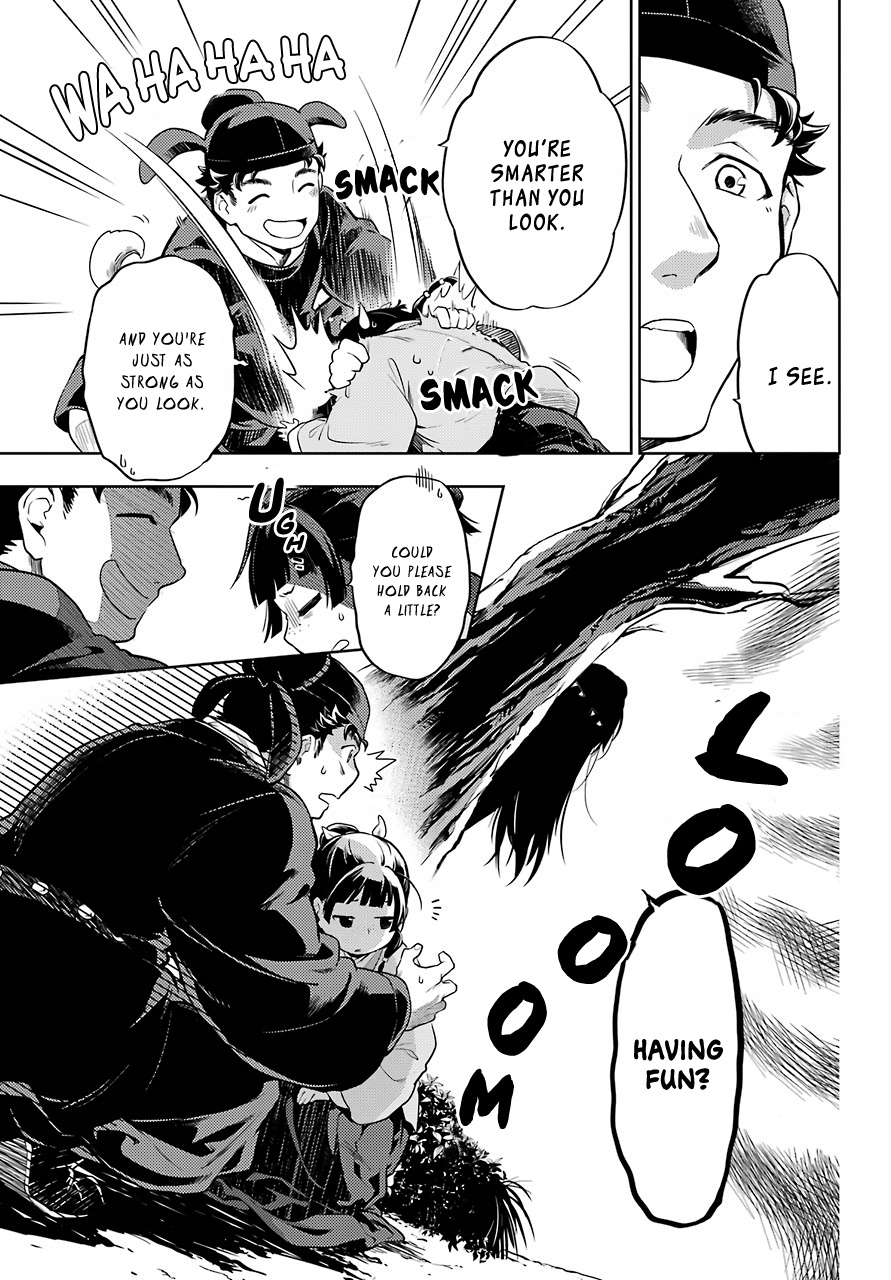 I SEE.
YOU'RE
SMARTER
THAN YOU
LOOK.
WA HA HA HA
SMACK
SMACK
AND YOU'RE
JUST AS
STRONG AS
YOU LOOK.
COULD
YOU PLEASE
HOLD BACK
A LITTLE?
UGH
LOOOM
HAVING
FUN?